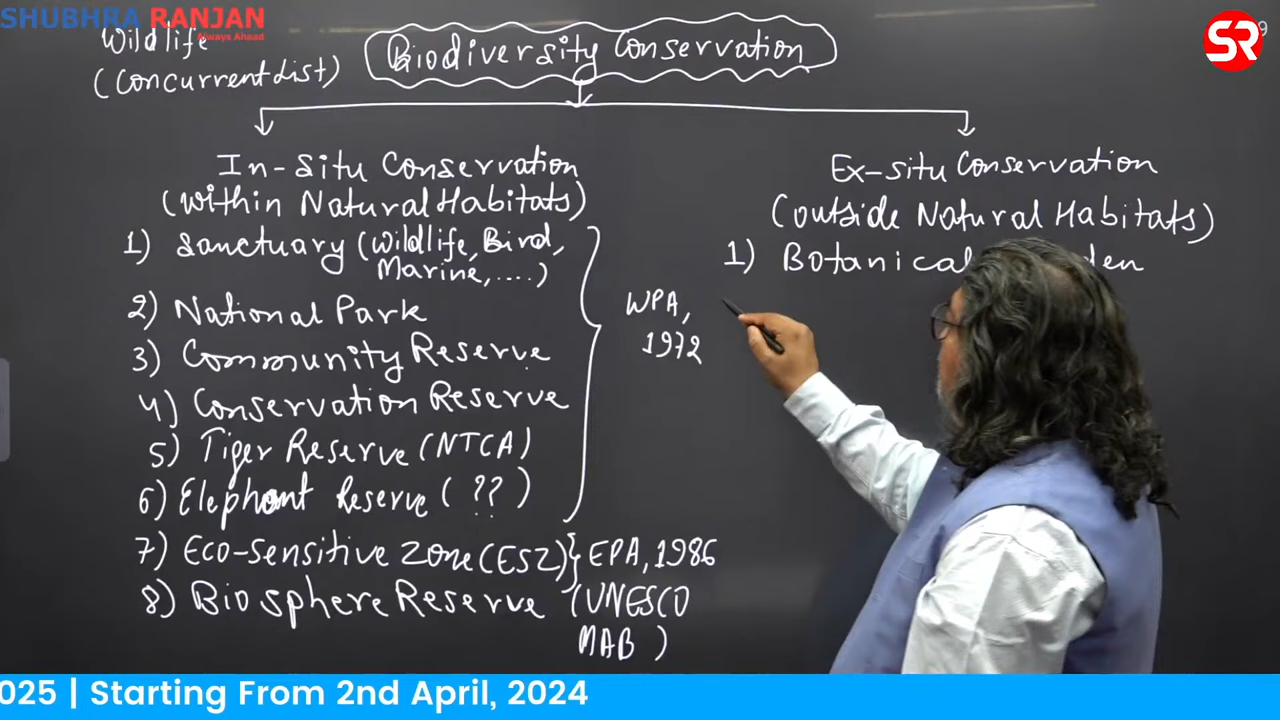 SHUBHRA RANJAN
Always Ahead
SR
9
Wildlife
(Concurrent List)
Biodiversity Conservation
In-Situ Conservation
(Within Natural Habitats)
1) Sanctuary (Wildlife, Bird,
Marine, ....)
2) National Park
3) Community Reserve
4) Conservation Reserve
5) Tiger Reserve (NTCA)
6) Elephant Reserve ( ?? )
WPA,
1972
7) Eco-Sensitive Zone (ESZ) } EPA, 1986
8) Biosphere Reserve (UNESCO
MAB )
Ex-situ Conservation
(outside Natural Habitats)
1) Botanical den
025 | Starting From 2nd April, 2024